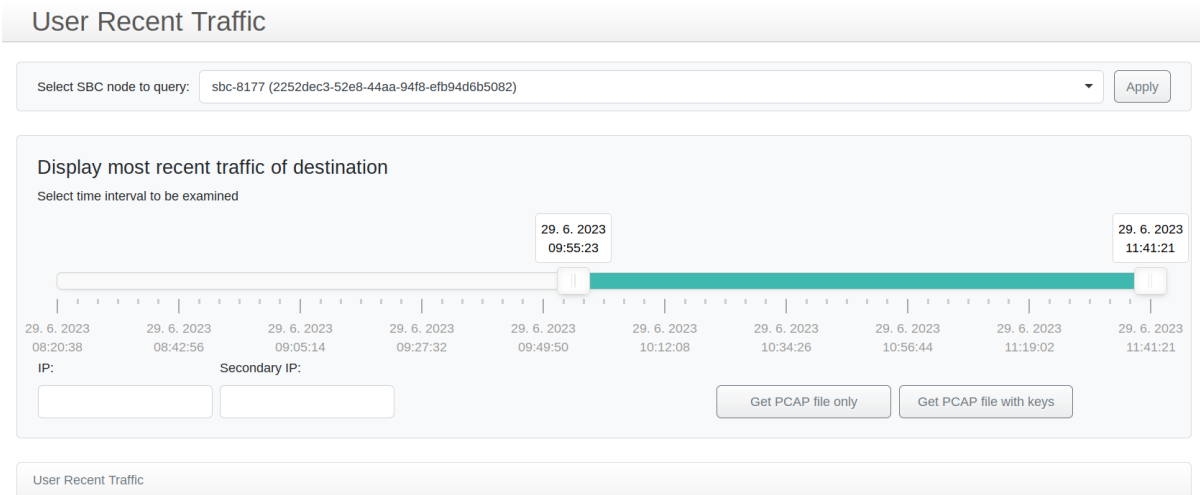 User Recent Traffic
Select SBC node to query: sbc-8177 (2252dec3-52e8-44aa-94f8-efb94d6b5082) Apply
Display most recent traffic of destination
Select time interval to be examined
29. 6. 2023 29. 6. 2023
09:55:23 11:41:21
29. 6. 2023 29. 6. 2023 29. 6. 2023 29. 6. 2023 29. 6. 2023 29. 6. 2023 29. 6. 2023 29. 6. 2023 29. 6. 2023 29. 6. 2023
08:20:38 08:42:56 09:05:14 09:27:32 09:49:50 10:12:08 10:34:26 10:56:44 11:19:02 11:41:21
IP: Secondary IP:
Get PCAP file only Get PCAP file with keys
User Recent Traffic